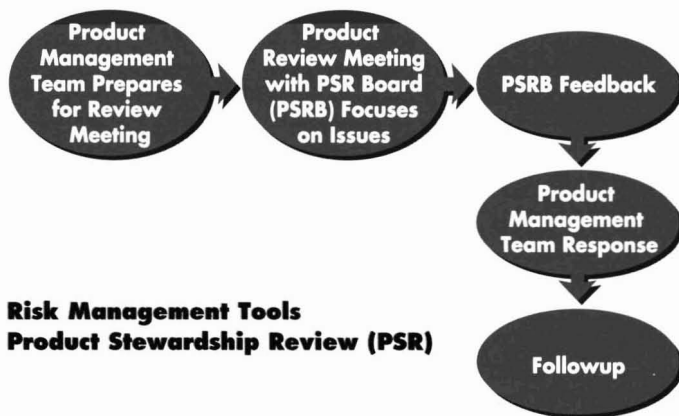 Product
Management
Team Prepares
for Review
Meeting
Product
Review Meeting
with PSR Board
(PSRB) Focuses
on Issues
PSRB Feedback
Product
Management
Team Response
Followup
Risk Management Tools
Product Stewardship Review (PSR)